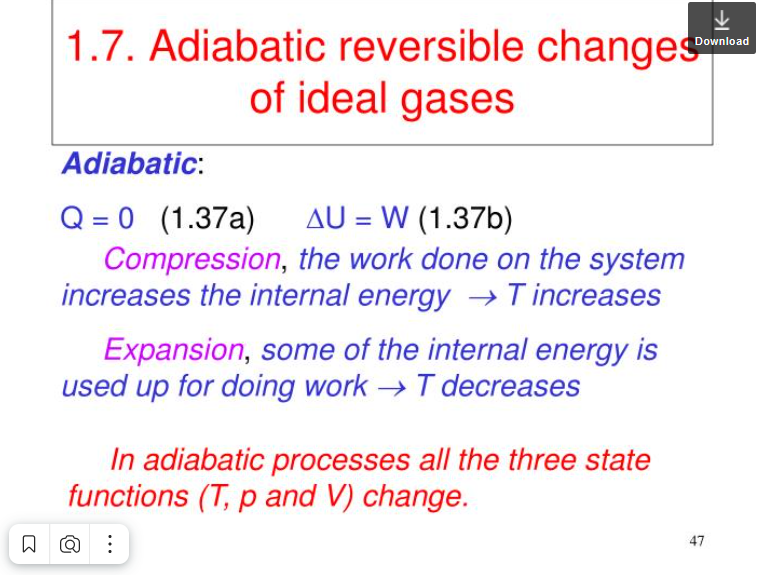 1.7. Adiabatic reversible changes
of ideal gases
Download
Adiabatic:
Q = 0 (1.37a) ΔU = W (1.37b)
Compression, the work done on the system
increases the internal energy → T increases
Expansion, some of the internal energy is
used up for doing work → T decreases
In adiabatic processes all the three state
functions (T, p and V) change.
47